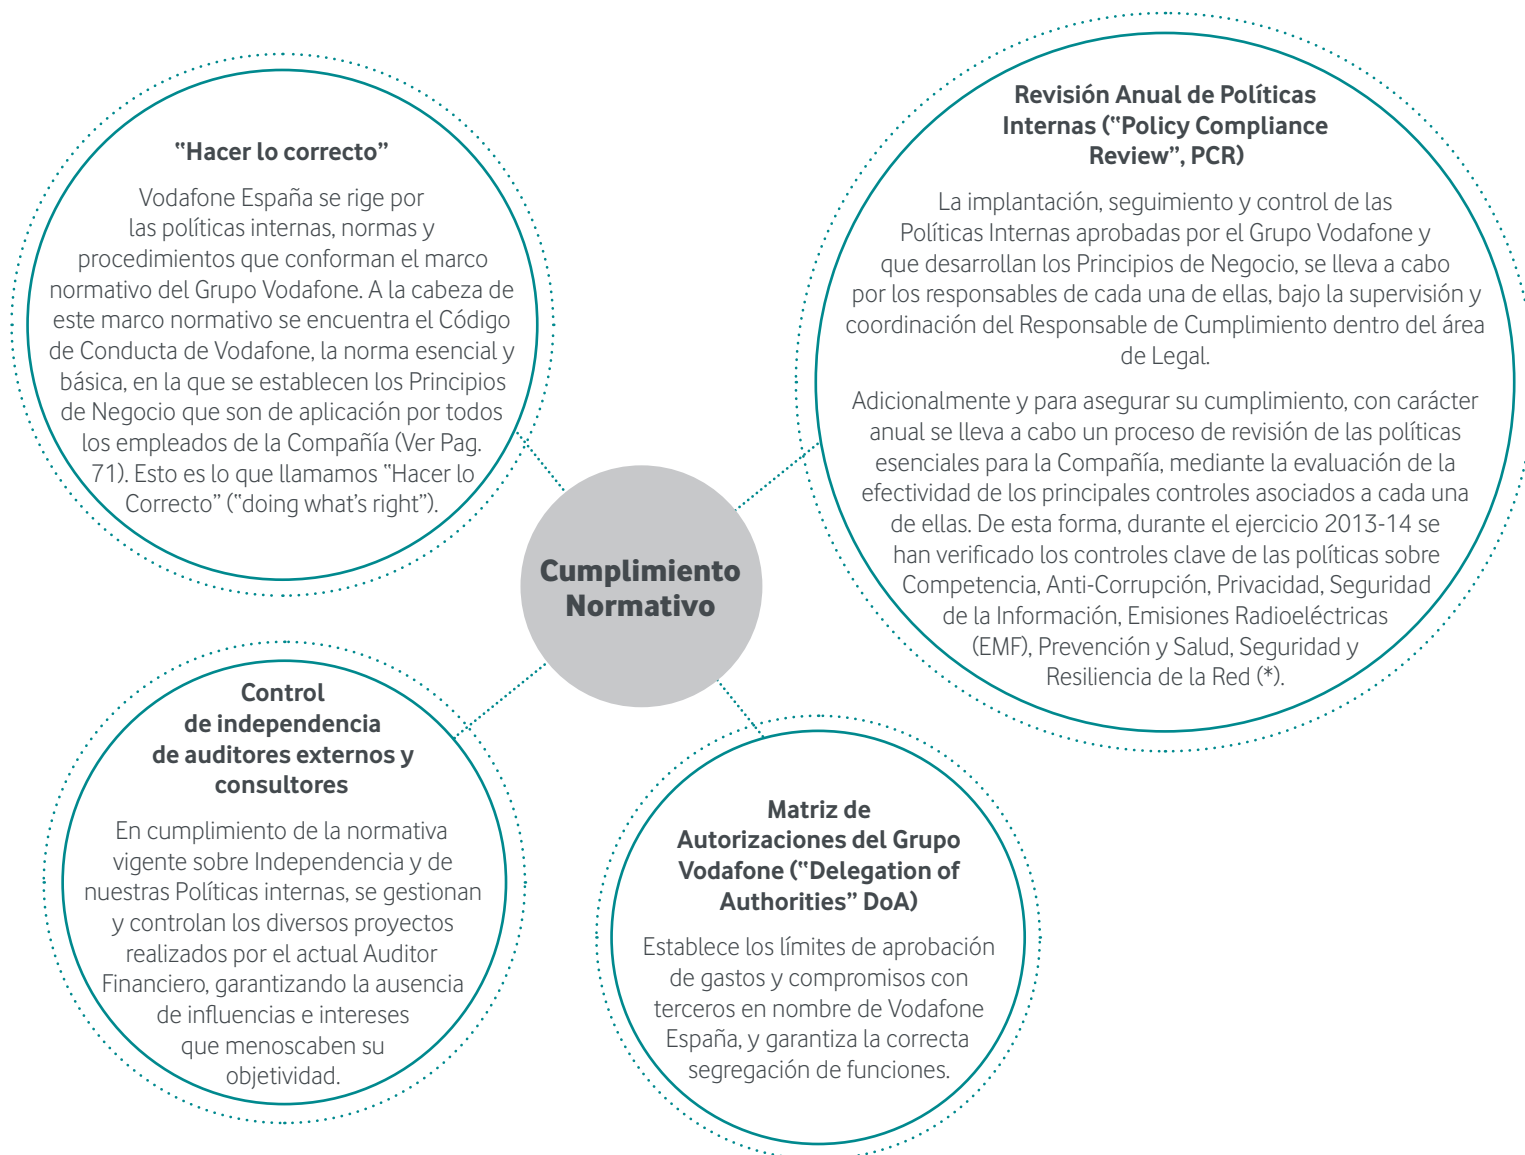 "Hacer lo correcto"
Vodafone España se rige por
las políticas internas, normas y
procedimientos que conforman el marco
normativo del Grupo Vodafone. A la cabeza de
este marco normativo se encuentra el Código
de Conducta de Vodafone, la norma esencial y
básica, en la que se establecen los Principios
de Negocio que son de aplicación por todos
los empleados de la Compañía (Ver Pag.
71). Esto es lo que llamamos "Hacer lo
Correcto" ("doing what's right").
Revisión Anual de Políticas
Internas ("Policy Compliance
Review", PCR)
La implantación, seguimiento y control de las
Políticas Internas aprobadas por el Grupo Vodafone y
que desarrollan los Principios de Negocio, se lleva a cabo
por los responsables de cada una de ellas, bajo la supervisión y
coordinación del Responsable de Cumplimiento dentro del área
de Legal.
Adicionalmente y para asegurar su cumplimiento, con carácter
anual se lleva a cabo un proceso de revisión de las políticas
esenciales para la Compañía, mediante la evaluación de la
efectividad de los principales controles asociados a cada una
de ellas. De esta forma, durante el ejercicio 2013-14 se
han verificado los controles clave de las políticas sobre
Competencia, Anti-Corrupción, Privacidad, Seguridad
de la Información, Emisiones Radioeléctricas
(EMF), Prevención y Salud, Seguridad y
Resiliencia de la Red (*).
Cumplimiento
Normativo
Control
de independencia
de auditores externos y
consultores
En cumplimiento de la normativa
vigente sobre Independencia y de
nuestras Políticas internas, se gestionan
y controlan los diversos proyectos
realizados por el actual Auditor
Financiero, garantizando la ausencia
de influencias e intereses
que menoscaben su
objetividad.
Matriz de
Autorizaciones del Grupo
Vodafone ("Delegation of
Authorities" DoA)
Establece los límites de aprobación
de gastos y compromisos con
terceros en nombre de Vodafone
España, y garantiza la correcta
segregación de funciones.